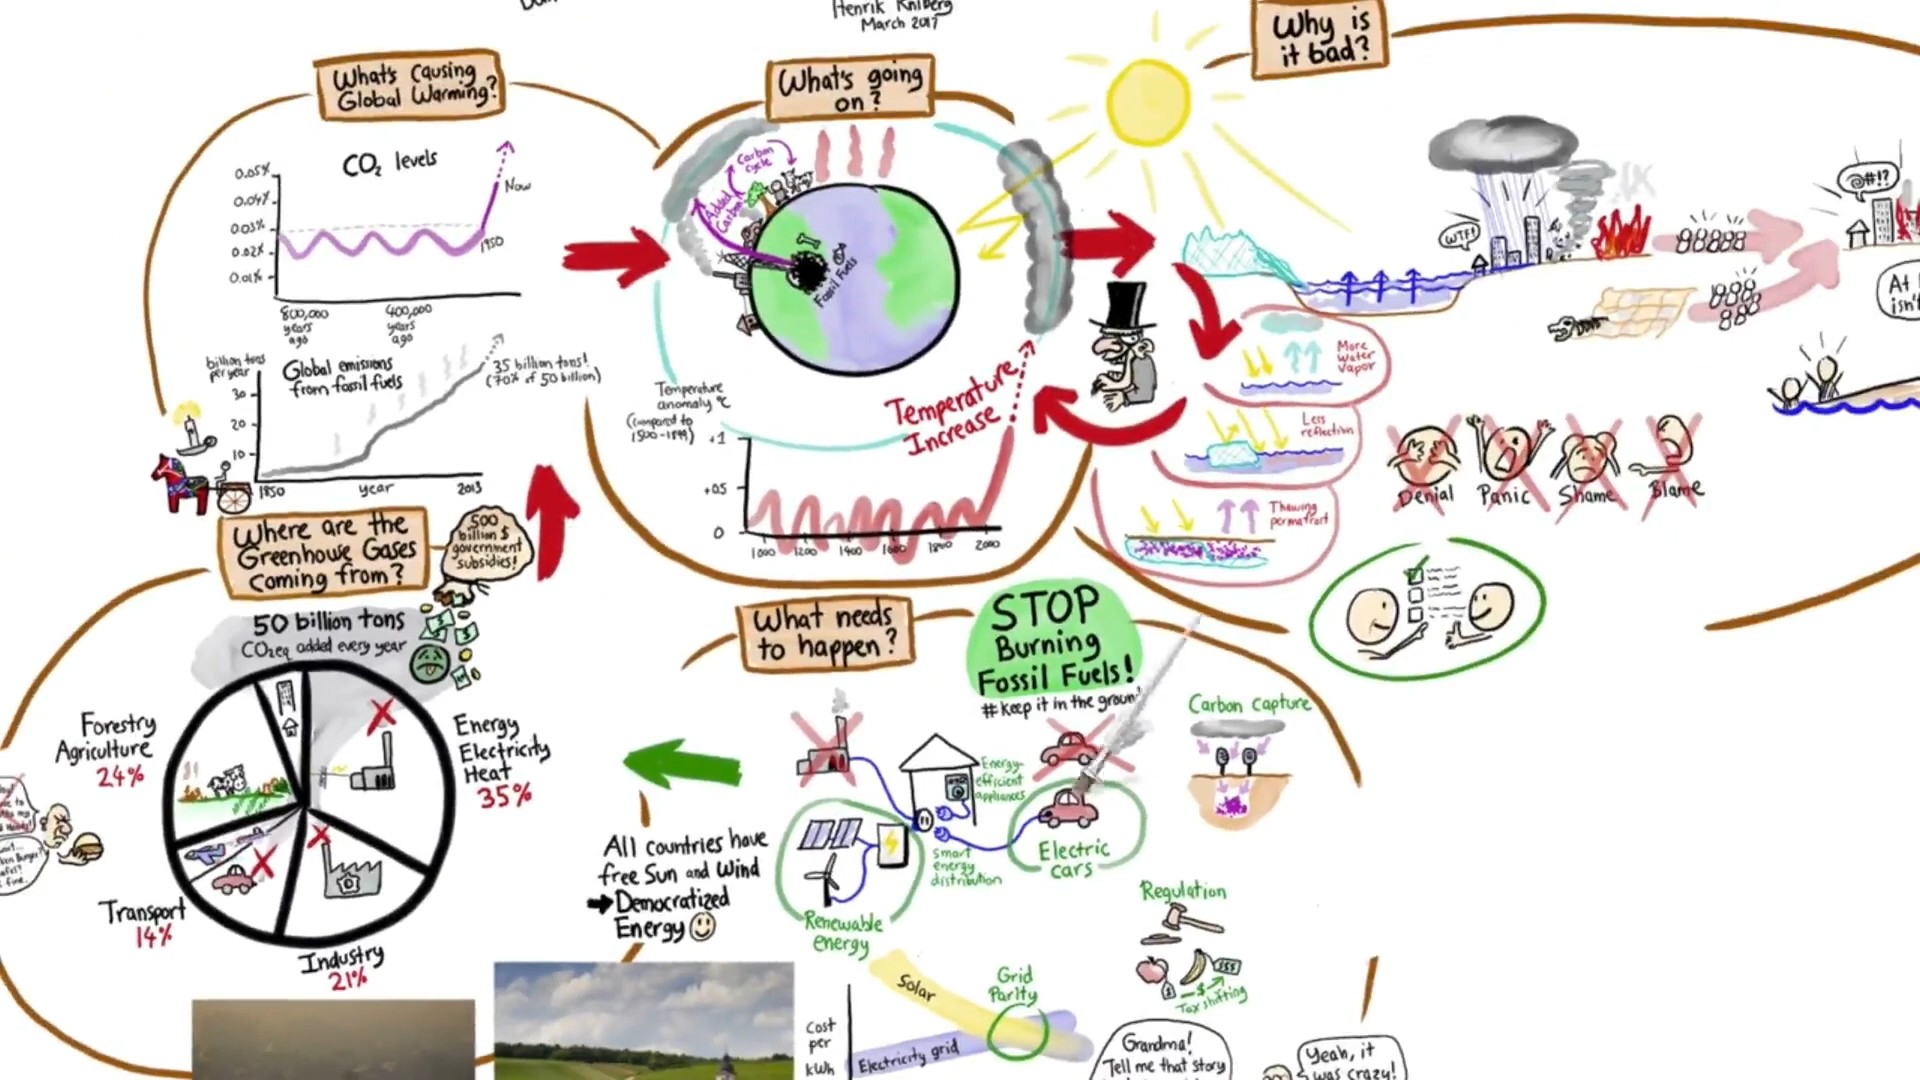 Henrik Kniberg
March 2017
What's causing
Global Warming?
CO₂ levels
0.05%
0.04%
0.03%
0.02%
0.01%
Now
1950
800,000
years
ago
400,000
years
ago
billion tons
per year
30
20
10
Global emissions
from fossil fuels
35 billion tons!
(70% of 50 billion)
1850
year
2013
What's going
on?
Carbon
cycle
Added
Carbon
Fossil Fuels
Temperature
anomaly °C
(compared to
1500-1899)
+1
+0.5
0
1000
1200
1400
1600
1800
2000
Temperature
Increase
Why is
it bad?
WTF!
@#!?
At
isn't
More
Water
Vapor
Less
reflection
Thawing
permafrost
Denial
Panic
Shame
Blame
Where are the
Greenhouse Gases
coming from?
500
billion $
government
subsidies!
50 billion tons
CO₂eq added every year
Forestry
Agriculture
24%
Energy
Electricity
Heat
35%
Transport
14%
Industry
21%
What needs
to happen?
STOP
Burning
Fossil Fuels!
#keep it in the ground
Energy-
efficient
appliances
smart
energy
distribution
Electric
cars
Renewable
energy
Carbon capture
All countries have
free Sun and Wind
Democratized
Energy
Regulation
$$$
$
Tax shifting
Solar
Grid
Parity
Cost
per
kWh
Electricity grid
Grandma!
Tell me that story
Yeah, it
was crazy!